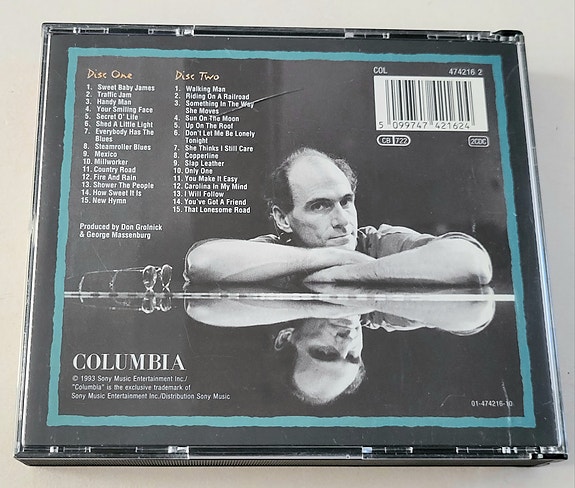 Disc One
1. Sweet Baby James
2. Traffic Jam
3. Handy Man
4. Your Smiling Face
5. Secret O' Life
6. Shed A Little Light
7. Everybody Has The
Blues
8. Steamroller Blues
9. Mexico
10. Millworker
11. Country Road
12. Fire And Rain
13. Shower The People
14. How Sweet It Is
15. New Hymn
Produced by Don Grolnick
& George Massenburg
Disc Two
1. Walking Man
2. Riding On A Railroad
3. Something In The Way
She Moves
4. Sun On The Moon
5. Up On The Roof
6. Don't Let Me Be Lonely
Tonight
7. She Thinks I Still Care
8. Copperline
9. Slap Leather
10. Only One
11. You Make It Easy
12. Carolina In My Mind
13. I Will Follow
14. You've Got A Friend
15. That Lonesome Road
COL 474216 2
5 099747 421624
CB 722
2CDC
COLUMBIA
© 1993 Sony Music Entertainment Inc./
"Columbia" is the exclusive trademark of
Sony Music Entertainment Inc./Distribution Sony Music
01-474216-10